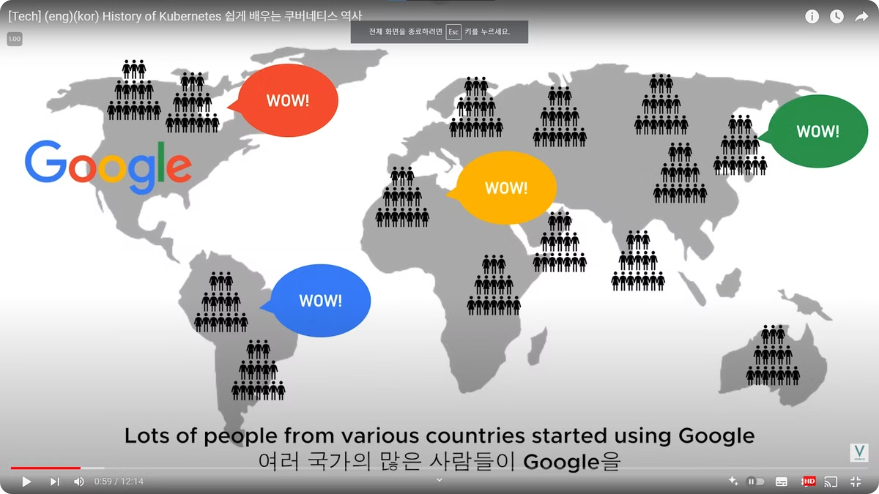 [Tech] (eng)(kor) History of Kubernetes 쉽게 배우는 쿠버네티스 역사
전체 화면을 종료하려면 Esc 키를 누르세요.
1.00
WOW!
WOW!
Google
WOW!
WOW!
Lots of people from various countries started using Google
여러 국가의 많은 사람들이 Google을
V
0:59 / 12:14
HD